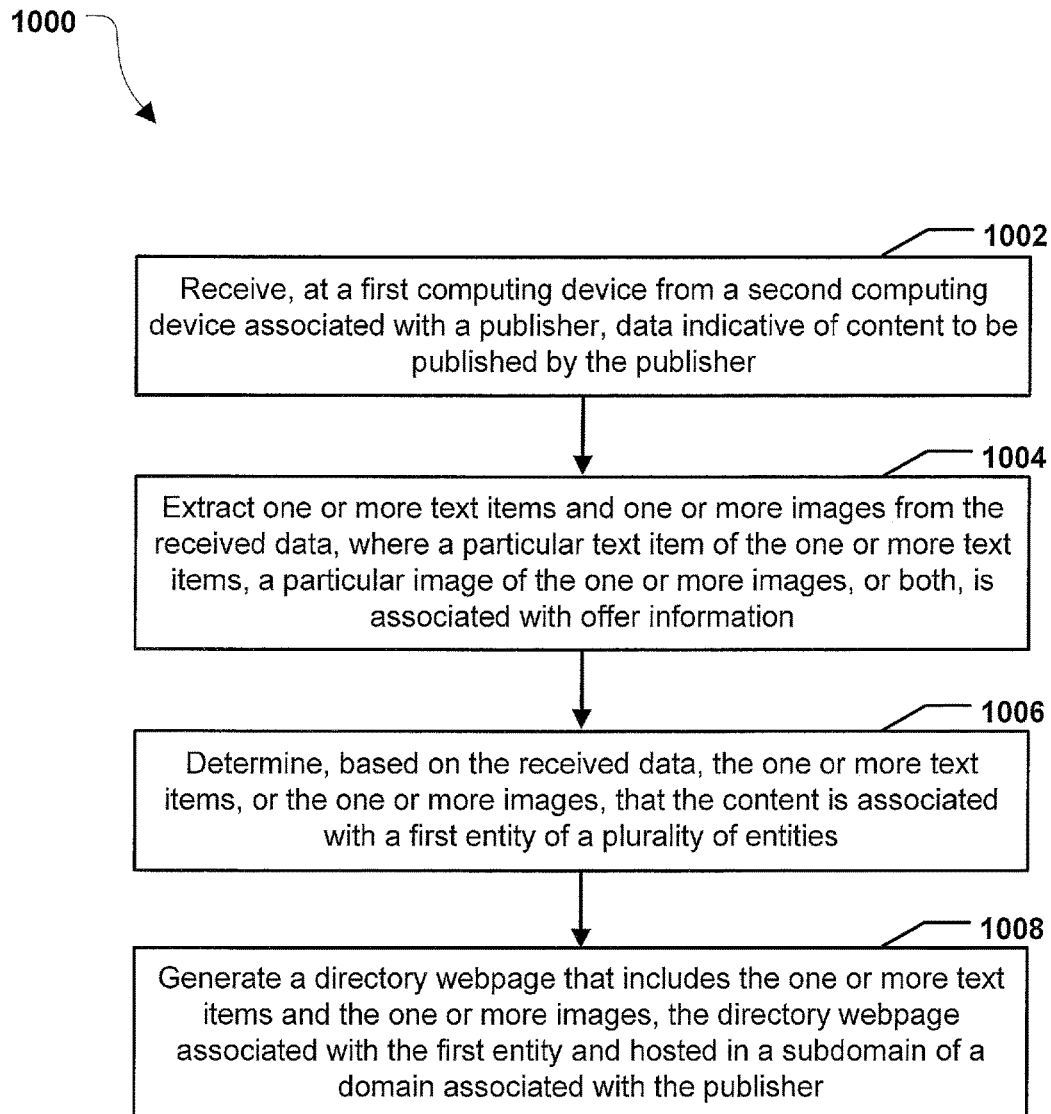 1000
1002
Receive, at a first computing device from a second computing
device associated with a publisher, data indicative of content to be
published by the publisher
1004
Extract one or more text items and one or more images from the
received data, where a particular text item of the one or more text
items, a particular image of the one or more images, or both, is
associated with offer information
1006
Determine, based on the received data, the one or more text
items, or the one or more images, that the content is associated
with a first entity of a plurality of entities
1008
Generate a directory webpage that includes the one or more text
items and the one or more images, the directory webpage
associated with the first entity and hosted in a subdomain of a
domain associated with the publisher